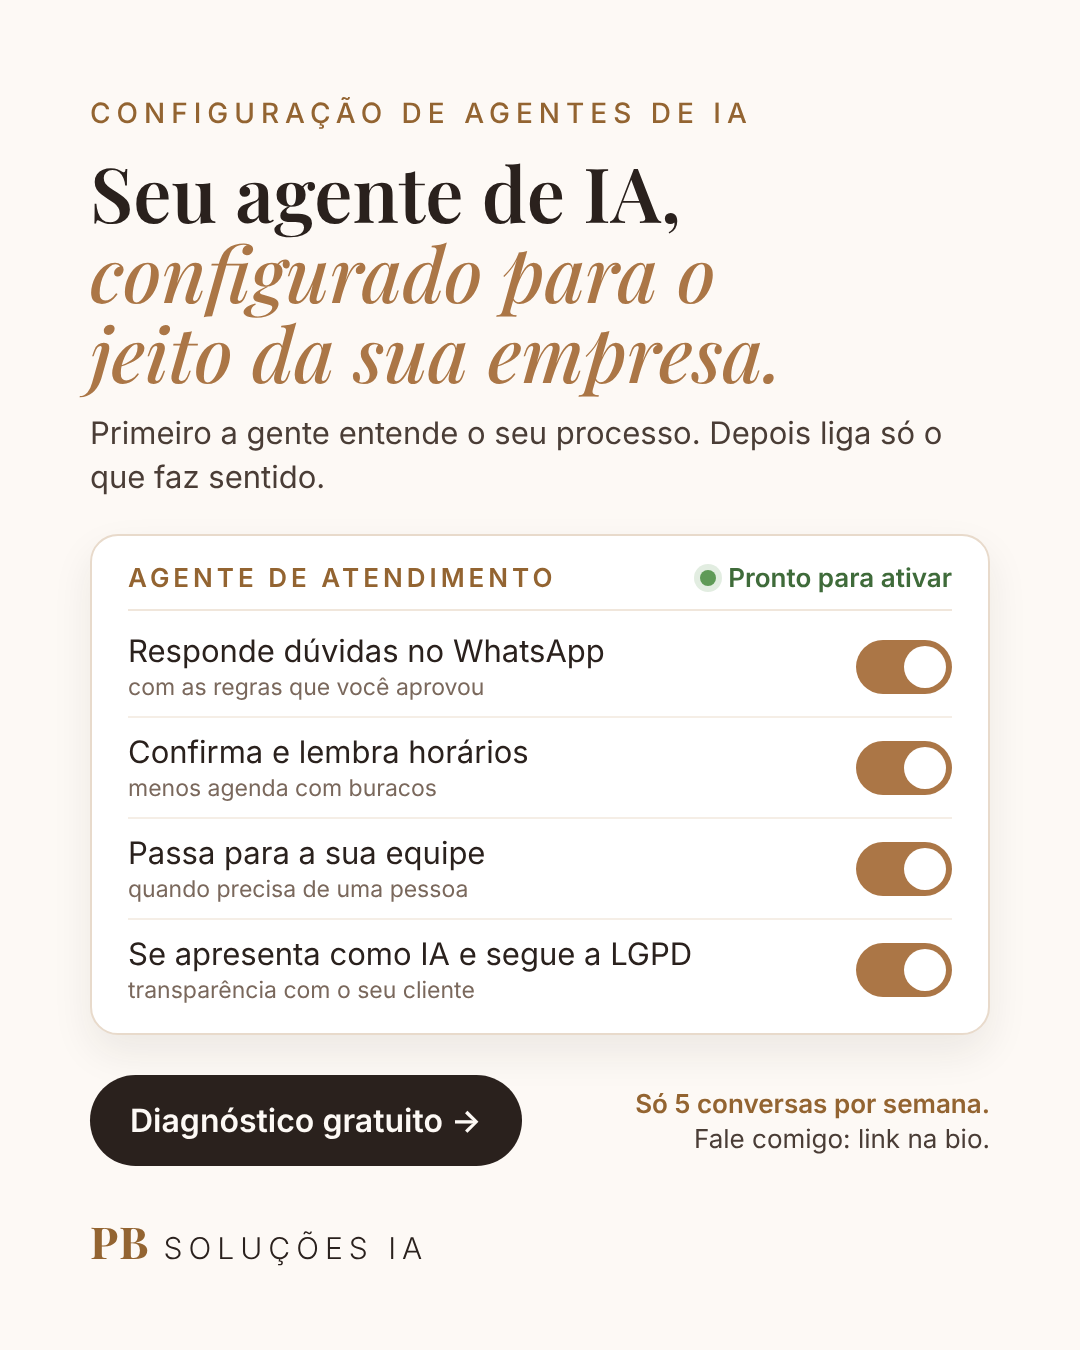 CONFIGURAÇÃO DE AGENTES DE IA
Seu agente de IA,
configurado para o
jeito da sua empresa.
Primeiro a gente entende o seu processo. Depois liga só o
que faz sentido.
AGENTE DE ATENDIMENTO
Pronto para ativar
Responde dúvidas no WhatsApp
com as regras que você aprovou
Confirma e lembra horários
menos agenda com buracos
Passa para a sua equipe
quando precisa de uma pessoa
Se apresenta como IA e segue a LGPD
transparência com o seu cliente
Diagnóstico gratuito →
Só 5 conversas por semana.
Fale comigo: link na bio.
PB SOLUÇÕES IA